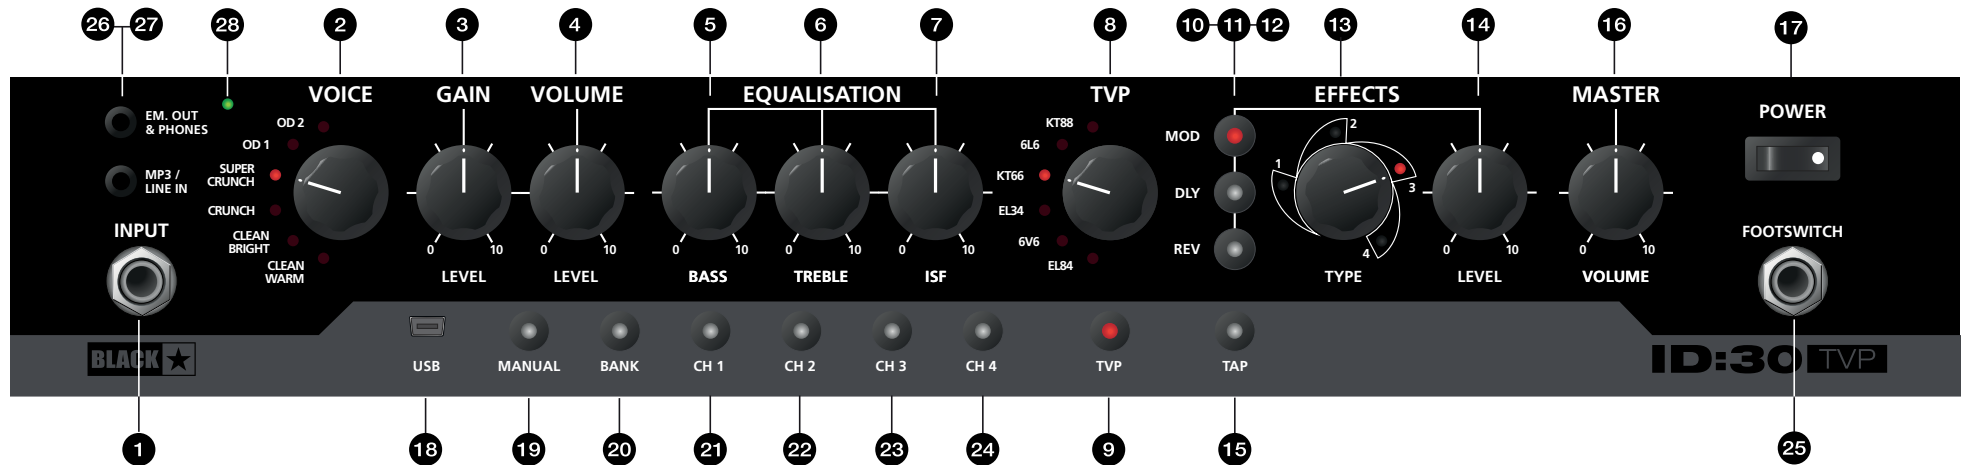 26 27 28 2 3 4 5 6 7 8 10 11 12 13 14 16 17
VOICE GAIN VOLUME EQUALISATION TVP EFFECTS MASTER
POWER
EM. OUT
& PHONES
MP3 /
LINE IN
INPUT
OD 2
OD 1
SUPER
CRUNCH
CRUNCH
CLEAN
BRIGHT
CLEAN
WARM
0 10
LEVEL
0 10
LEVEL
0 10
BASS
0 10
TREBLE
0 10
ISF
KT88
6L6
KT66
EL34
6V6
EL84
MOD
DLY
REV
1
2
3
4
TYPE
0 10
LEVEL
0 10
VOLUME
FOOTSWITCH
BLACK
USB MANUAL BANK CH 1 CH 2 CH 3 CH 4 TVP TAP
ID:30 TVP
1 18 19 20 21 22 23 24 9 15 25